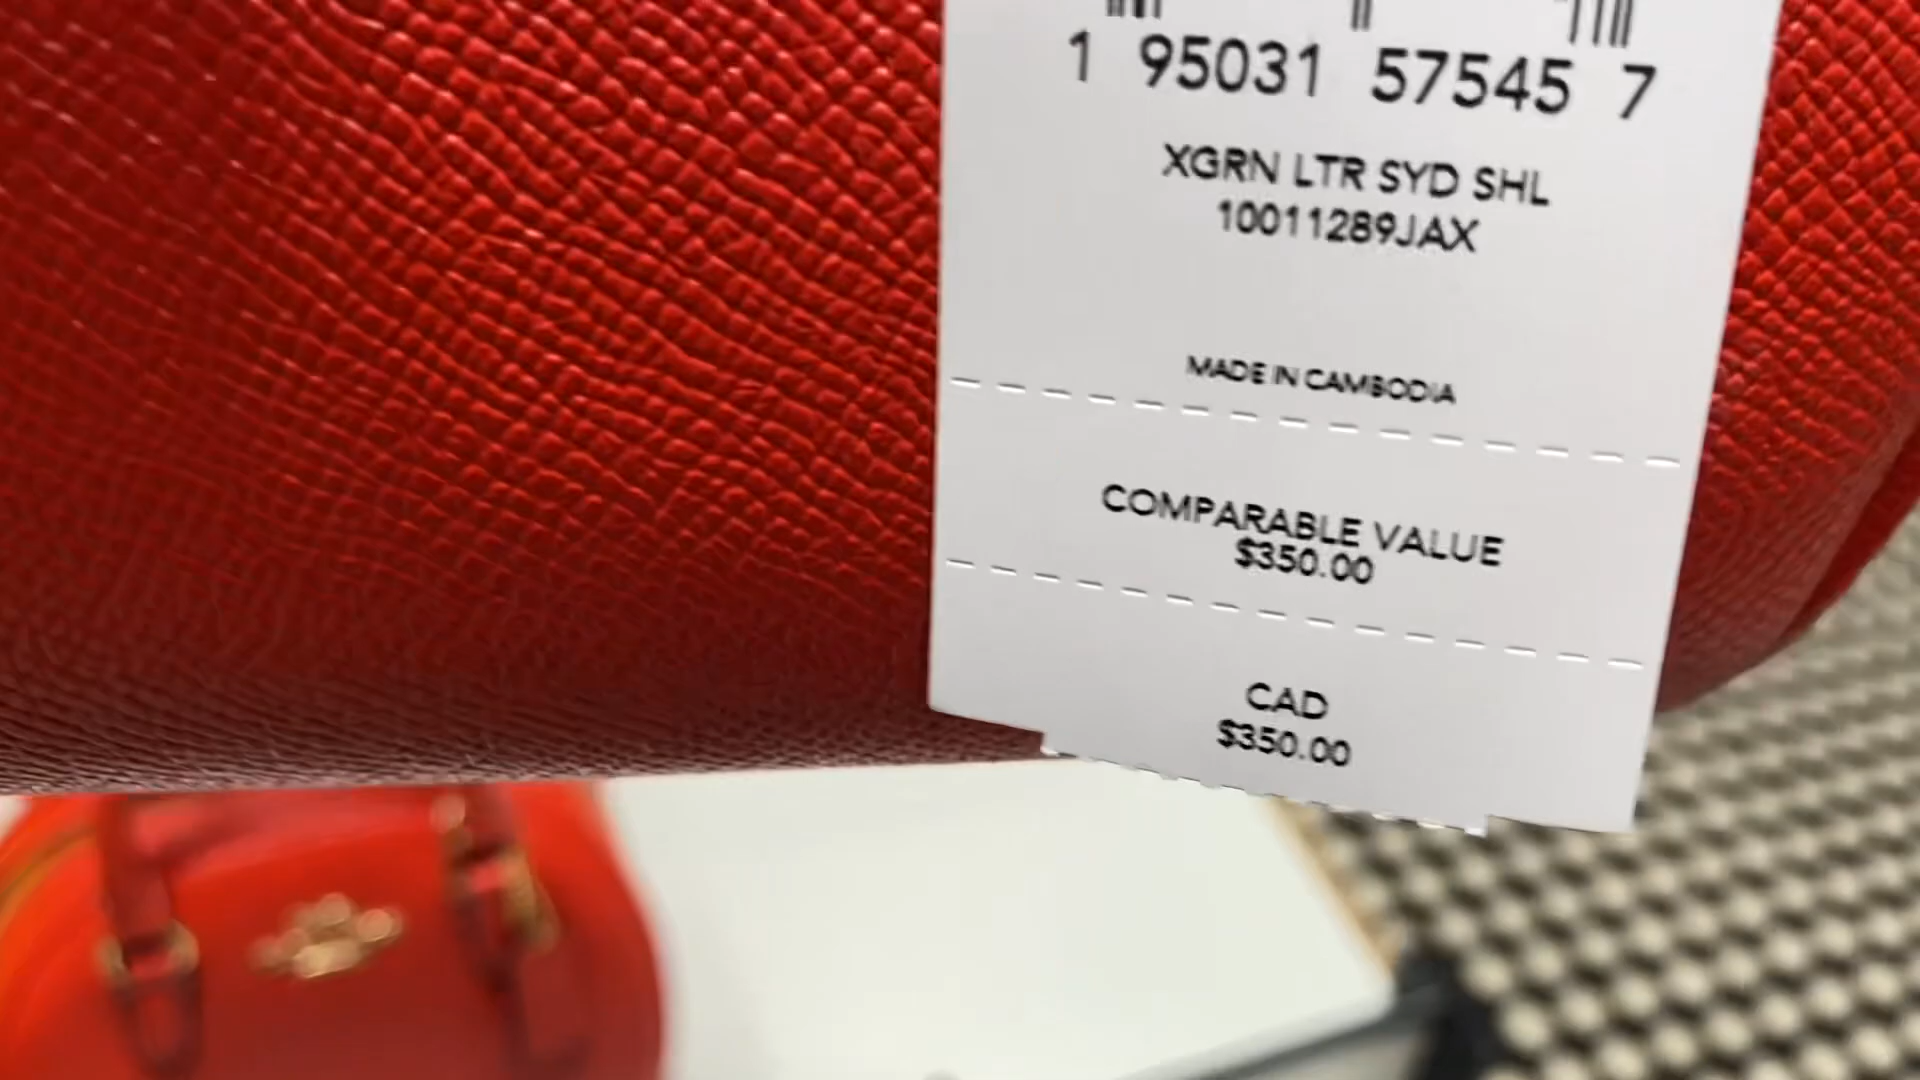 1 95031 57545 7
XGRN LTR SYD SHL
10011289JAX
MADE IN CAMBODIA
COMPARABLE VALUE
$350.00
CAD
$350.00